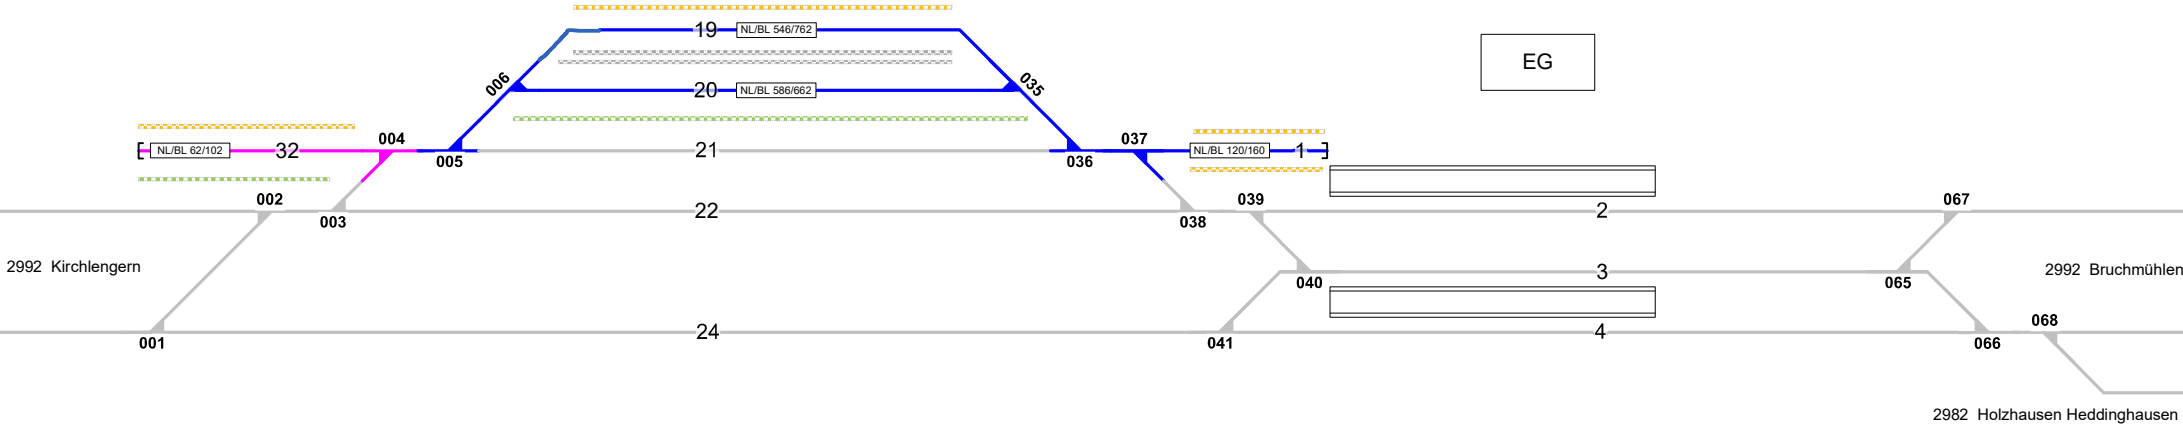 19 NL/BL 546/762
EG
006 035
20 NL/BL 586/662
004 037
NL/BL 62/102 32 21 NL/BL 120/160 1
005 036
002 039 067
22 2
003 038
2992 Kirchlengern 3 2992 Bruchmühlen
040 065
068
24 4
001 041 066
2982 Holzhausen Heddinghausen